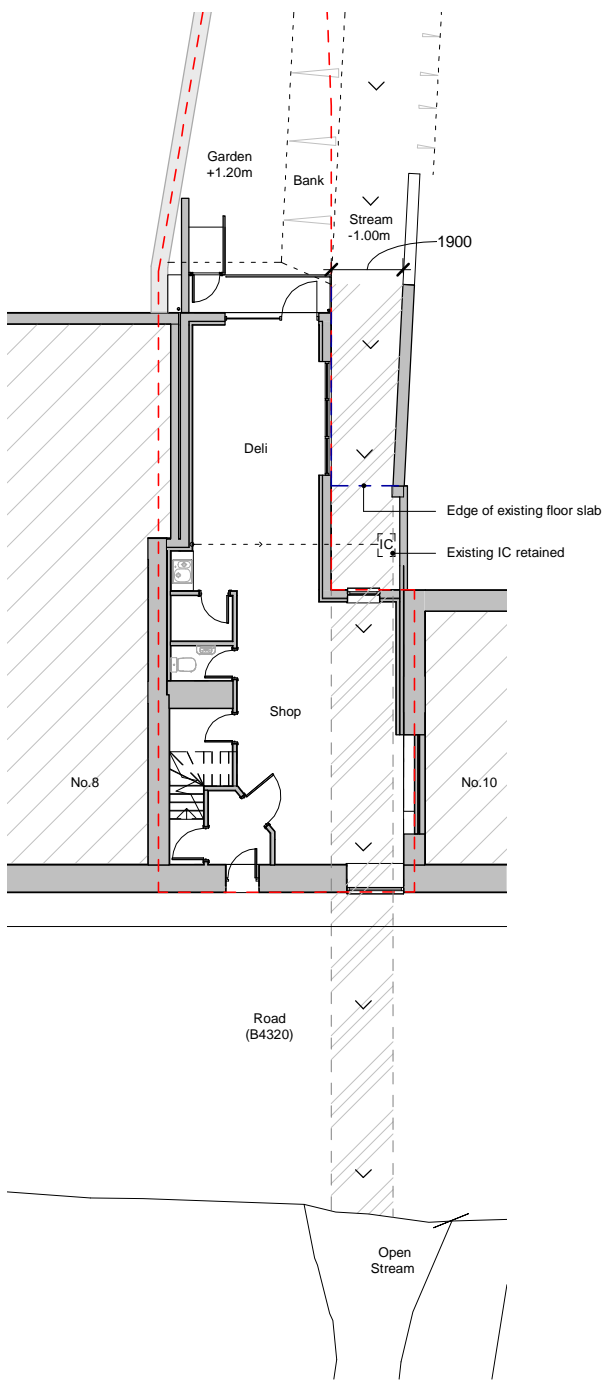 Garden
+1.20m
Bank
Stream
-1.00m
1900
Deli
Edge of existing floor slab
IC
Existing IC retained
Shop
No.8
No.10
Road
(B4320)
Open
Stream